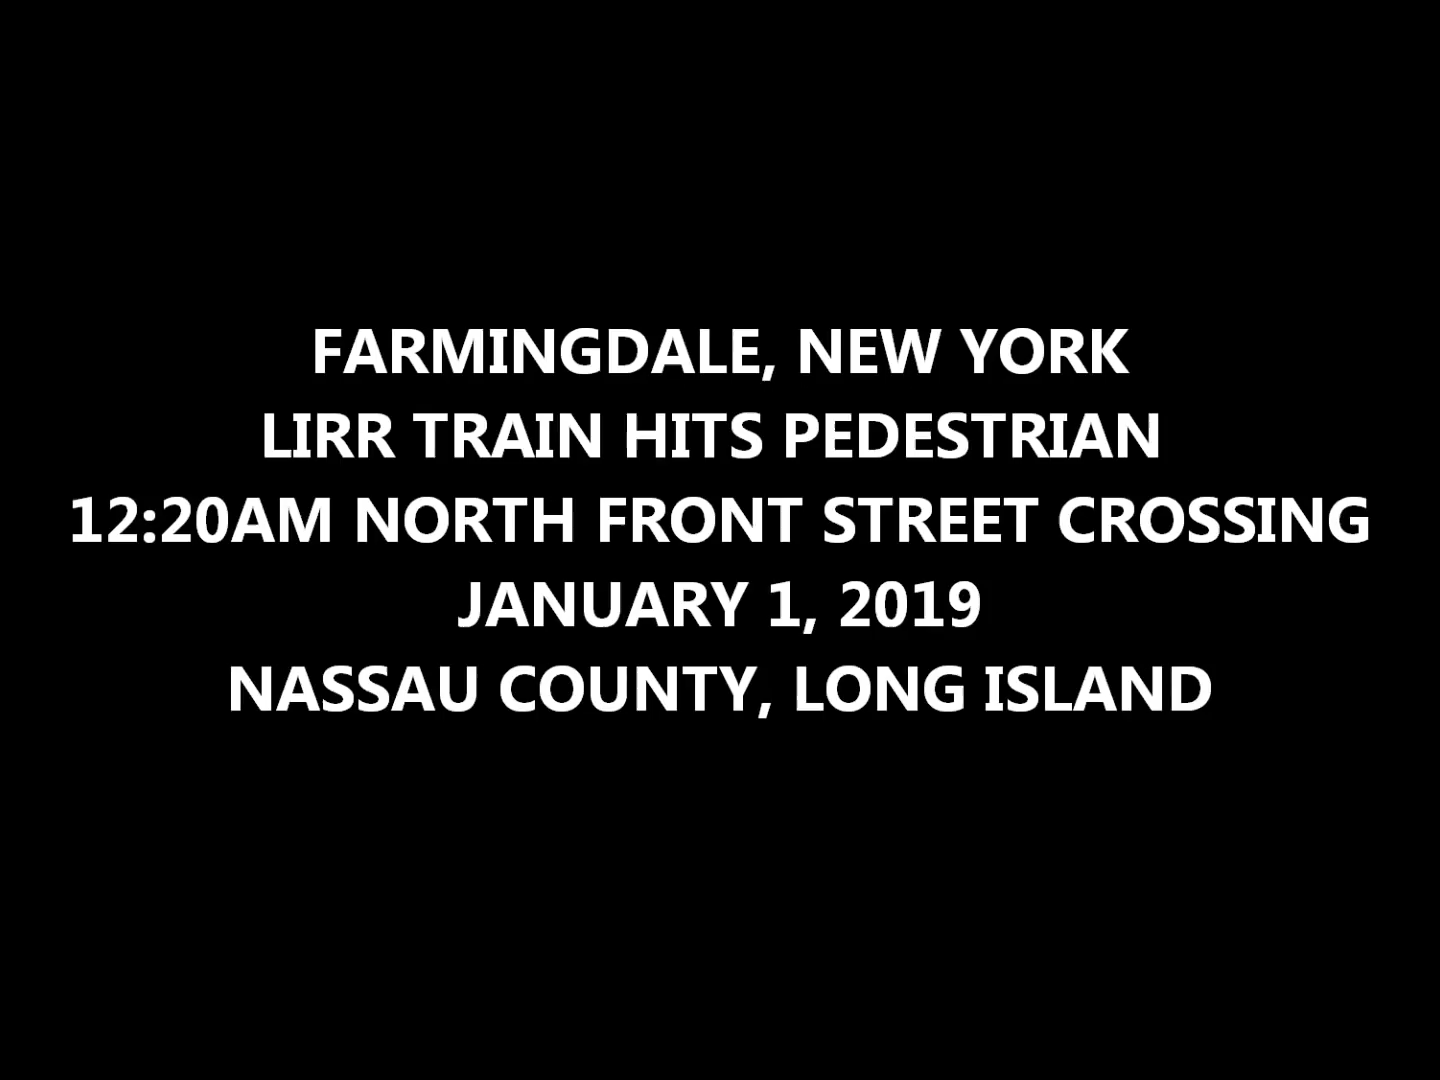 FARMINGDALE, NEW YORK
LIRR TRAIN HITS PEDESTRIAN
12:20AM NORTH FRONT STREET CROSSING
JANUARY 1, 2019
NASSAU COUNTY, LONG ISLAND